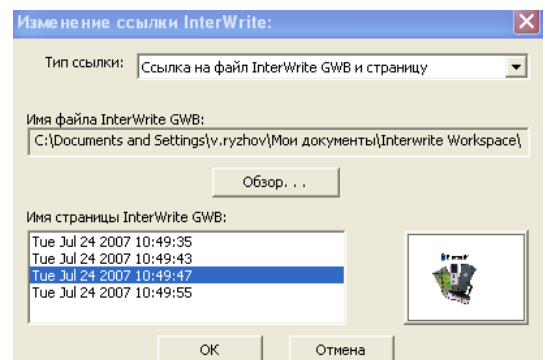 Изменение ссылки InterWrite:
Тип ссылки: Ссылка на файл InterWrite GWB и страницу
Имя файла InterWrite GWB:
C:\Documents and Settings\v.ryzhov\Мои документы\Interwrite Workspace\
Обзор. . .
Имя страницы InterWrite GWB:
Tue Jul 24 2007 10:49:35
Tue Jul 24 2007 10:49:43
Tue Jul 24 2007 10:49:47
Tue Jul 24 2007 10:49:55
ОК Отмена